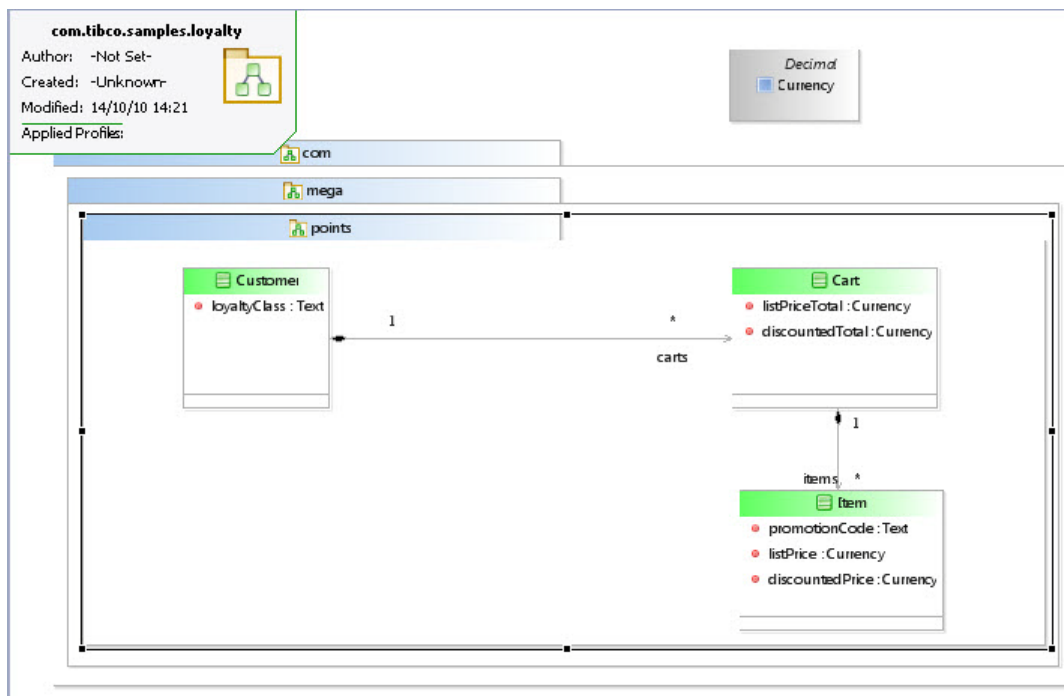 com.tibco.samples.loyalty
Author: -Not Set-
Created: -Unknown-
Modified: 14/10/10 14:21
Applied Profiles:
Decimal
Currency
com
mega
points
Customer
loyaltyClass : Text
1
*
carts
Cart
listPriceTotal : Currency
discountedTotal : Currency
1
items *
Item
promotionCode : Text
listPrice : Currency
discountedPrice : Currency